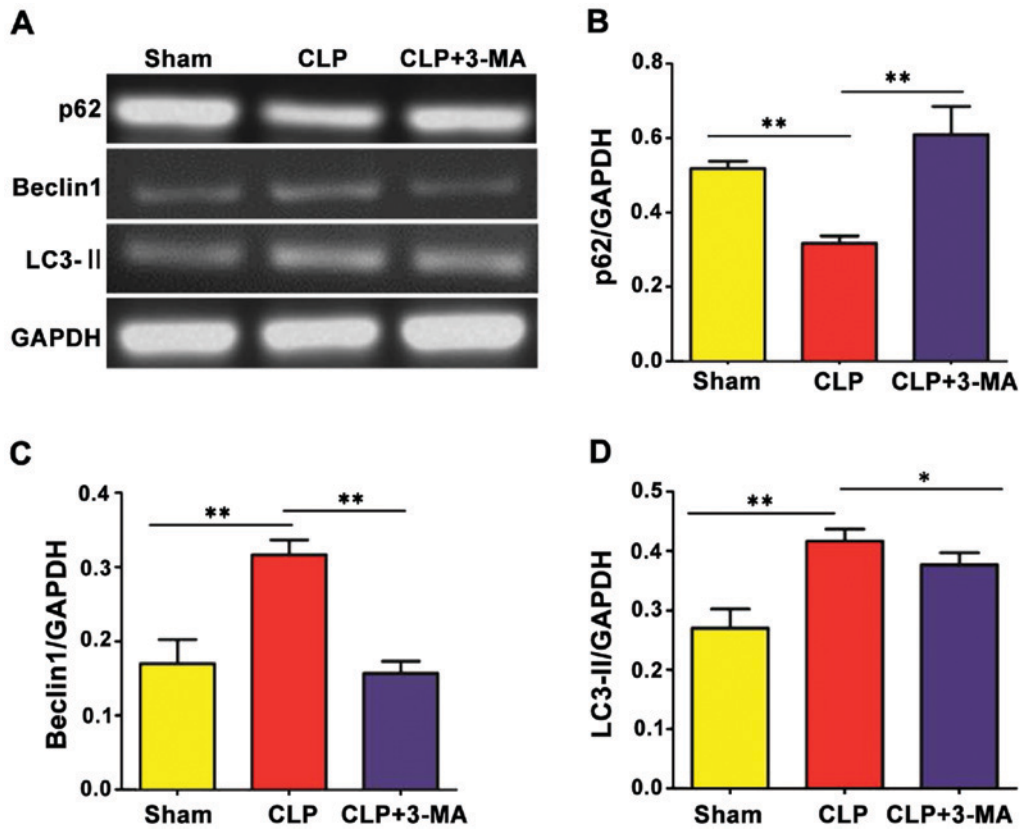 A
Sham CLP CLP+3-MA
p62
Beclin1
LC3-II
GAPDH
B
p62/GAPDH
0.8
0.6
0.4
0.2
0.0
**
**
Sham CLP CLP+3-MA
C
Beclin1/GAPDH
0.4
0.3
0.2
0.1
0.0
**
**
Sham CLP CLP+3-MA
D
LC3-II/GAPDH
0.5
0.4
0.3
0.2
0.1
0.0
**
*
Sham CLP CLP+3-MA